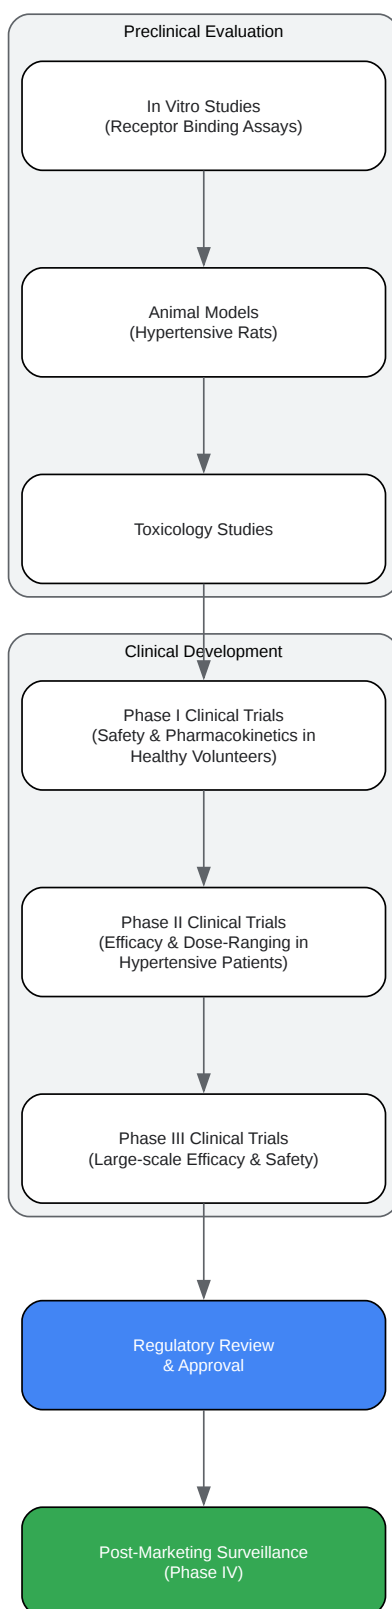 Preclinical Evaluation
In Vitro Studies
(Receptor Binding Assays)
Animal Models
(Hypertensive Rats)
Toxicology Studies
Clinical Development
Phase I Clinical Trials
(Safety & Pharmacokinetics in
Healthy Volunteers)
Phase II Clinical Trials
(Efficacy & Dose-Ranging in
Hypertensive Patients)
Phase III Clinical Trials
(Large-scale Efficacy & Safety)
Regulatory Review
& Approval
Post-Marketing Surveillance
(Phase IV)